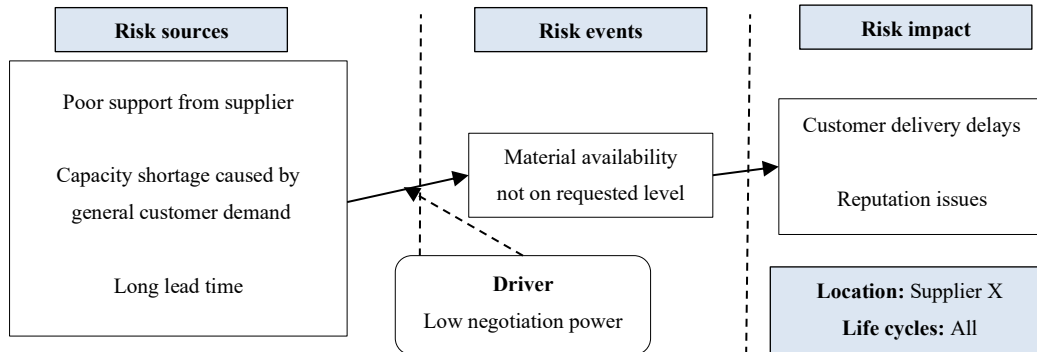 Risk sources
Risk events
Risk impact
Poor support from supplier
Capacity shortage caused by
general customer demand
Long lead time
Material availability
not on requested level
Customer delivery delays
Reputation issues
Driver
Low negotiation power
Location: Supplier X
Life cycles: All